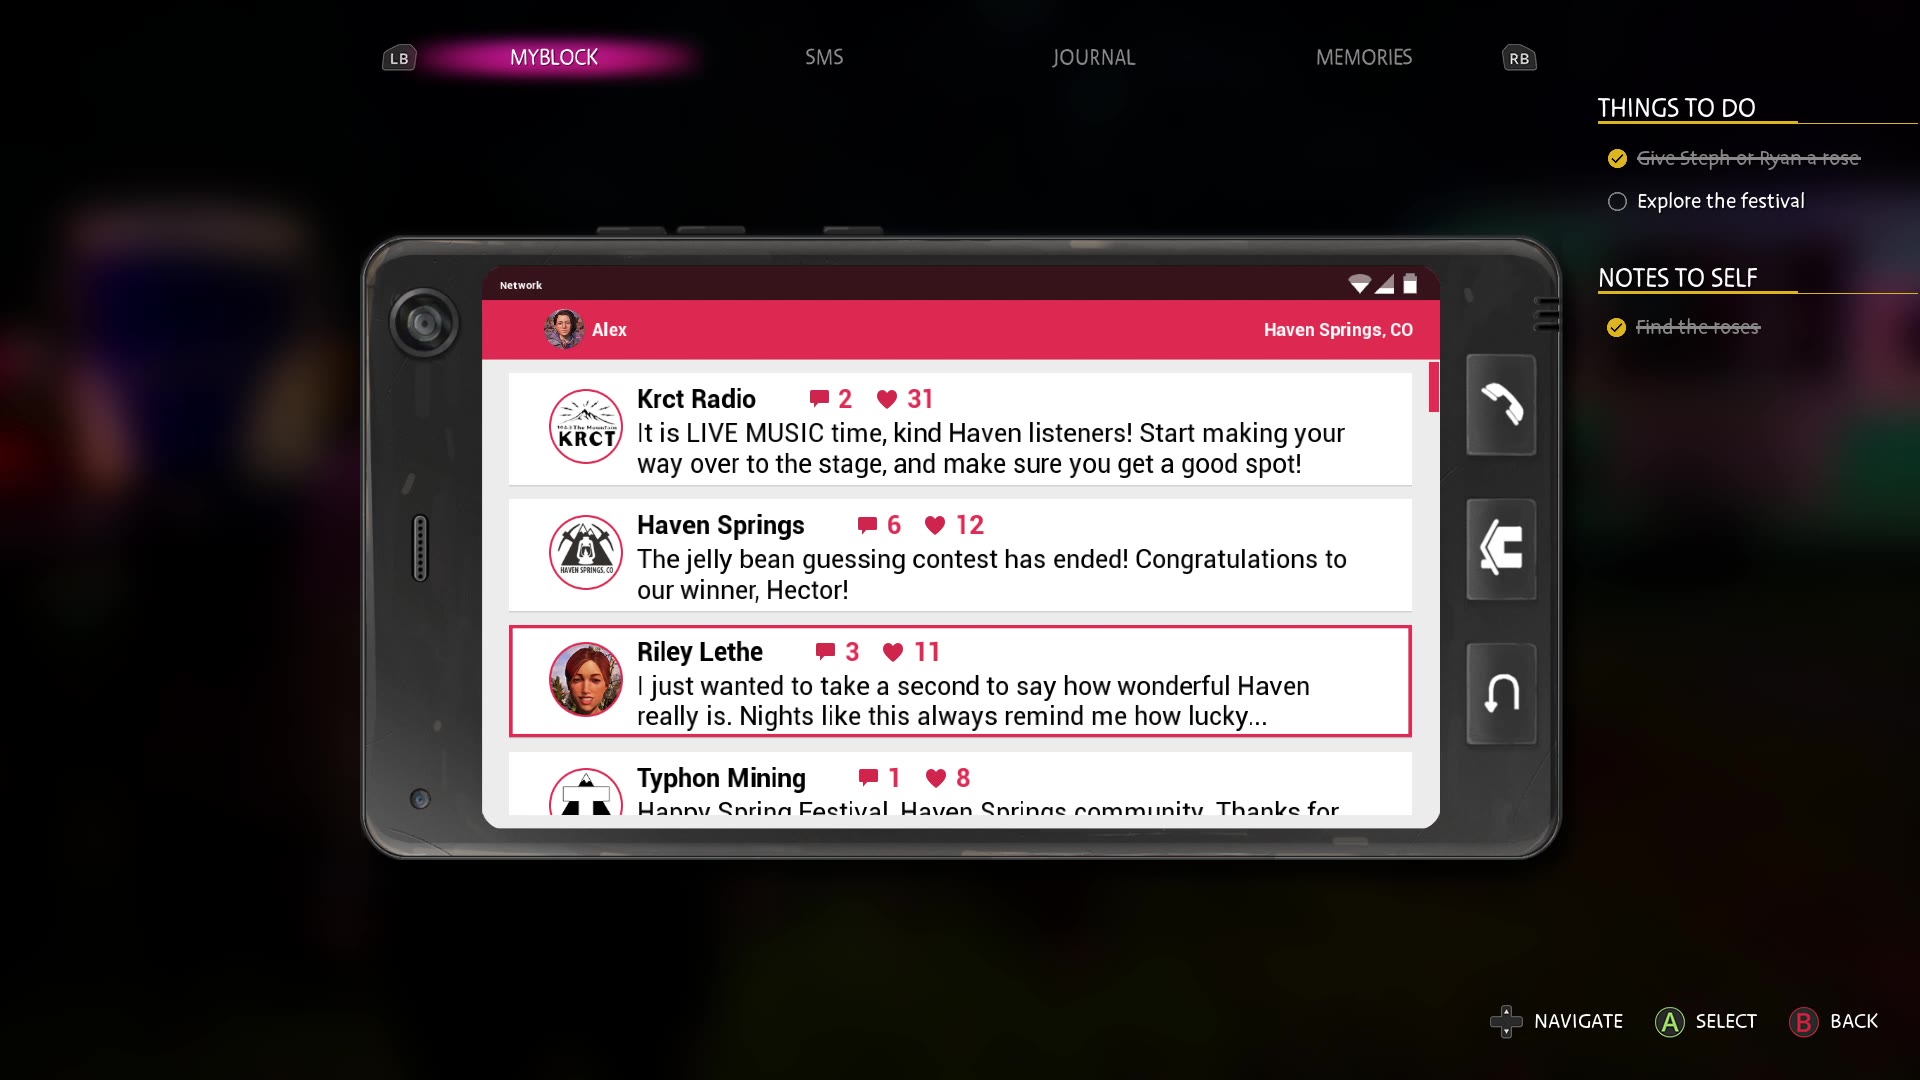 LB
MYBLOCK
SMS
JOURNAL
MEMORIES
RB
THINGS TO DO
Give Steph or Ryan a rose
Explore the festival
NOTES TO SELF
Find the roses
Network
Alex
Haven Springs, CO
KRCT
Krct Radio 2 31
It is LIVE MUSIC time, kind Haven listeners! Start making your
way over to the stage, and make sure you get a good spot!
HAVEN SPRINGS, CO
Haven Springs 6 12
The jelly bean guessing contest has ended! Congratulations to
our winner, Hector!
Riley Lethe 3 11
I just wanted to take a second to say how wonderful Haven
really is. Nights like this always remind me how lucky...
Typhon Mining 1 8
Happy Spring Festival, Haven Springs community. Thanks for
NAVIGATE
A SELECT
B BACK